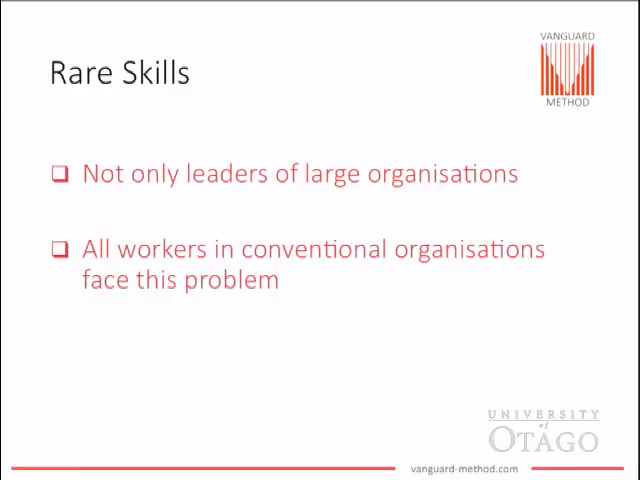 VANGUARD
METHOD
Rare Skills
Not only leaders of large organisations
All workers in conventional organisations
face this problem
UNIVERSITY
of
OTĀGO
vanguard-method.com